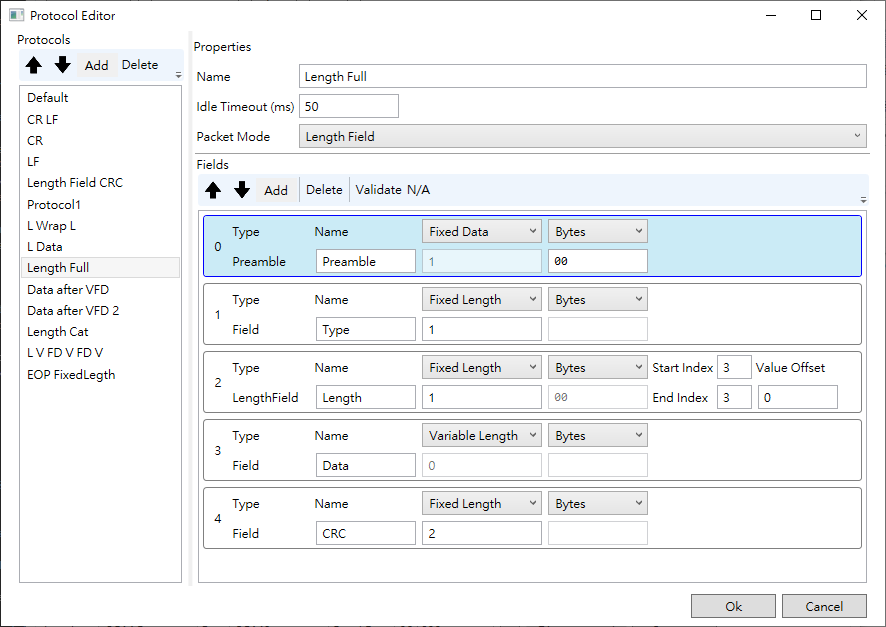 Protocol Editor
Protocols
Add Delete
Default
CR LF
CR
LF
Length Field CRC
Protocol1
L Wrap L
L Data
Length Full
Data after VFD
Data after VFD 2
Length Cat
L V FD V FD V
EOP FixedLegth
Properties
Name Length Full
Idle Timeout (ms) 50
Packet Mode Length Field
Fields
Add Delete Validate N/A
0
Type Name Fixed Data Bytes
Preamble Preamble 1 00
1
Type Name Fixed Length Bytes
Field Type 1
2
Type Name Fixed Length Bytes Start Index 3 Value Offset
LengthField Length 1 00 End Index 3 0
3
Type Name Variable Length Bytes
Field Data 0
4
Type Name Fixed Length Bytes
Field CRC 2
Ok Cancel